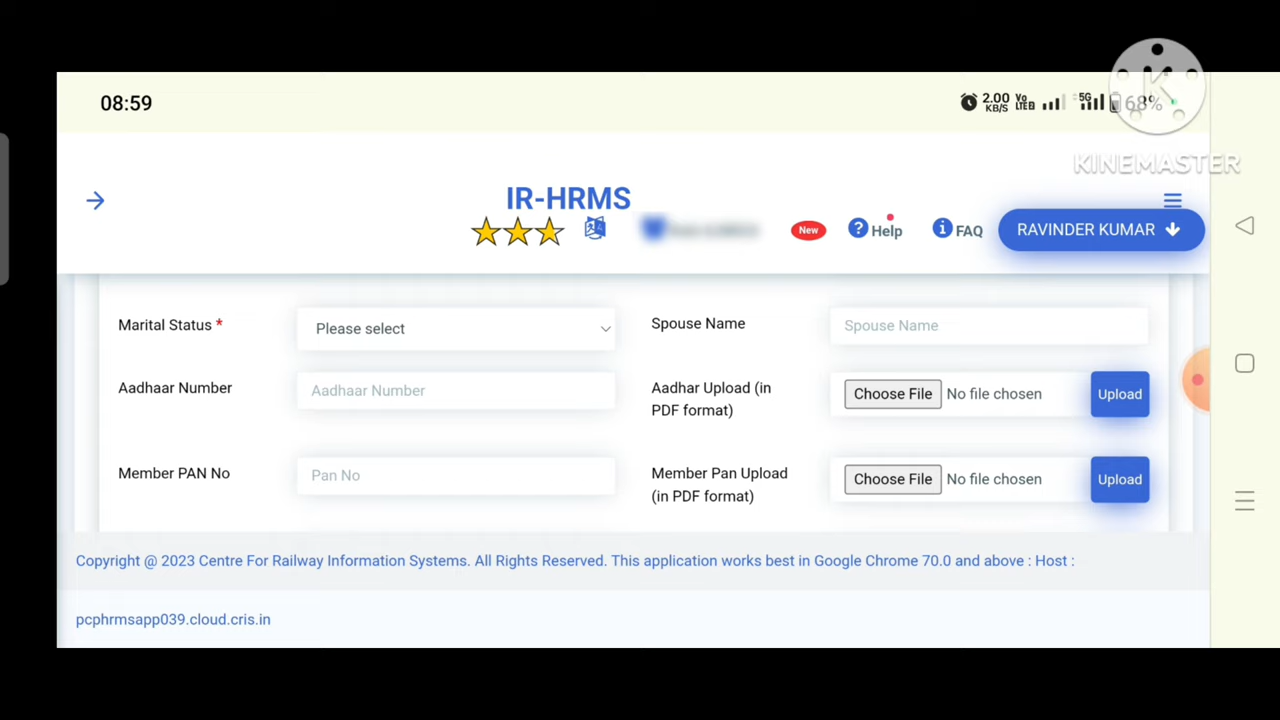 08:59
2.00 KB/S
Vo LTE
5G
68%
KINEMASTER
IR-HRMS
New
Help
FAQ
RAVINDER KUMAR
Marital Status *
Please select
Spouse Name
Spouse Name
Aadhaar Number
Aadhaar Number
Aadhar Upload (in
PDF format)
Choose File No file chosen
Upload
Member PAN No
Pan No
Member Pan Upload
(in PDF format)
Choose File No file chosen
Upload
Copyright @ 2023 Centre For Railway Information Systems. All Rights Reserved. This application works best in Google Chrome 70.0 and above : Host :
pcphrmsapp039.cloud.cris.in